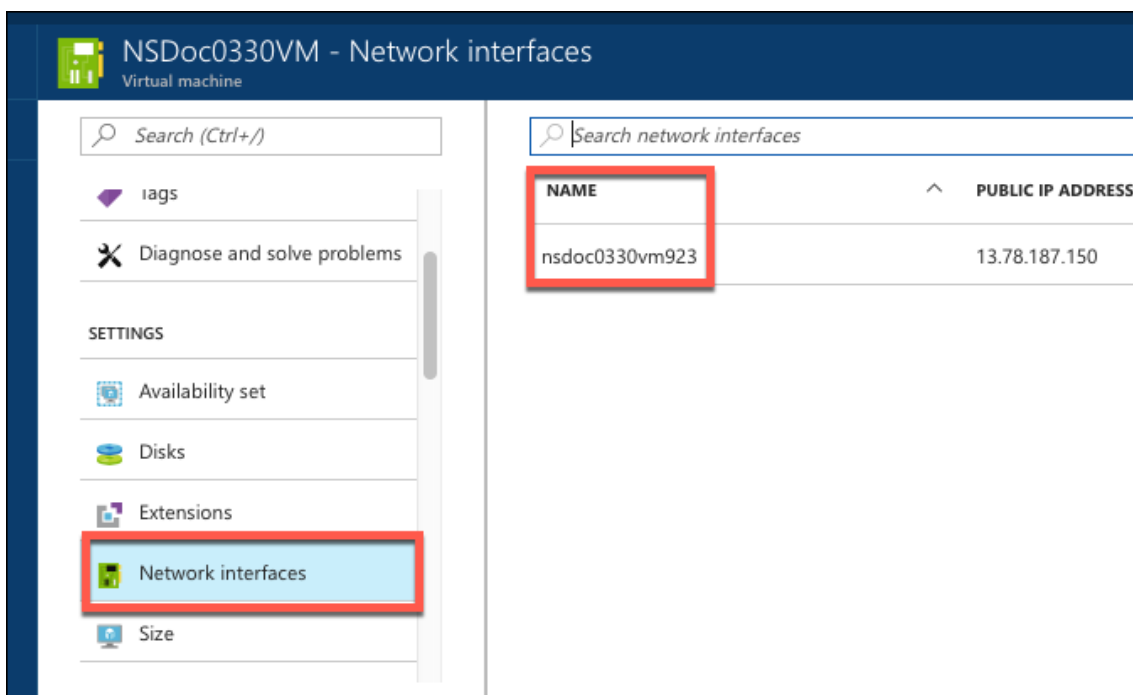 NSDoc0330VM - Network interfaces
Virtual machine
Search (Ctrl+/)
Tags
Diagnose and solve problems
SETTINGS
Availability set
Disks
Extensions
Network interfaces
Size
Search network interfaces
NAME PUBLIC IP ADDRESS
nsdoc0330vm923 13.78.187.150